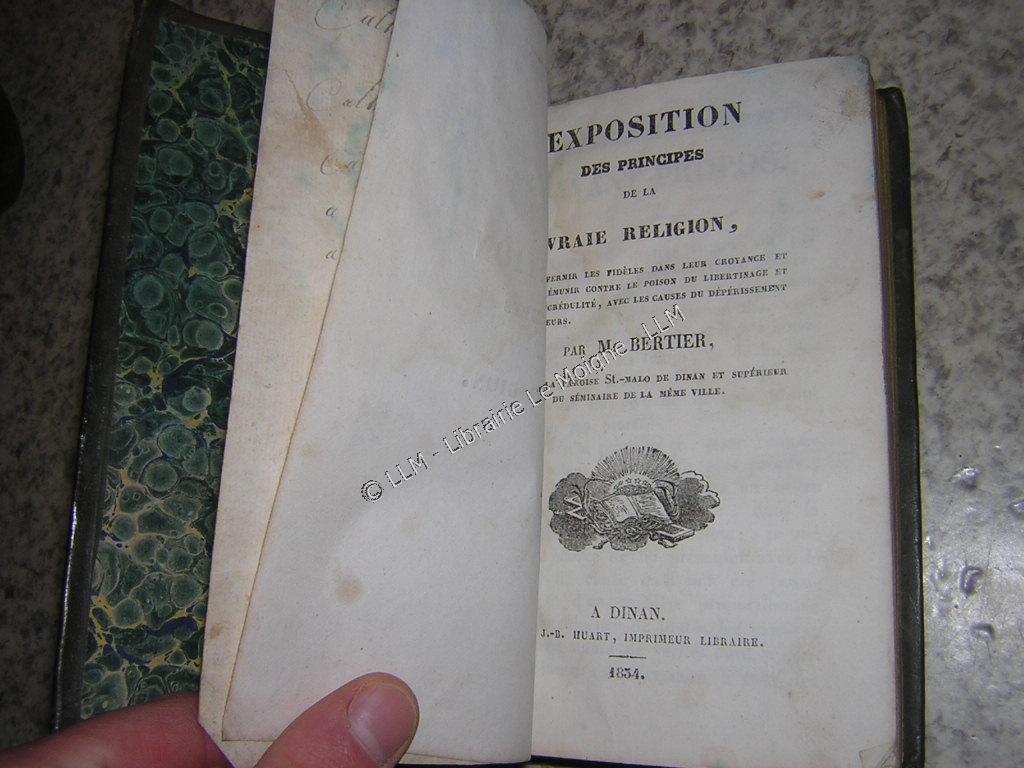 EXPOSITION
DES PRINCIPES
DE LA
VRAIE RELIGION,
FERMIR LES FIDÈLES DANS LEUR CROYANCE ET
ÉMUNIR CONTRE LE POISON DU LIBERTINAGE ET
CRÉDULITÉ, AVEC LES CAUSES DU DÉPÉRISSEMENT
EURS.
PAR M. BERTIER,
ROISE St.-MALO DE DINAN ET SUPÉRIEUR
DU SÉMINAIRE DE LA MÊME VILLE.
A DINAN.
J.-B. HUART, IMPRIMEUR LIBRAIRE.
1834.
© LLM - Librairie Le Moigne - LLM